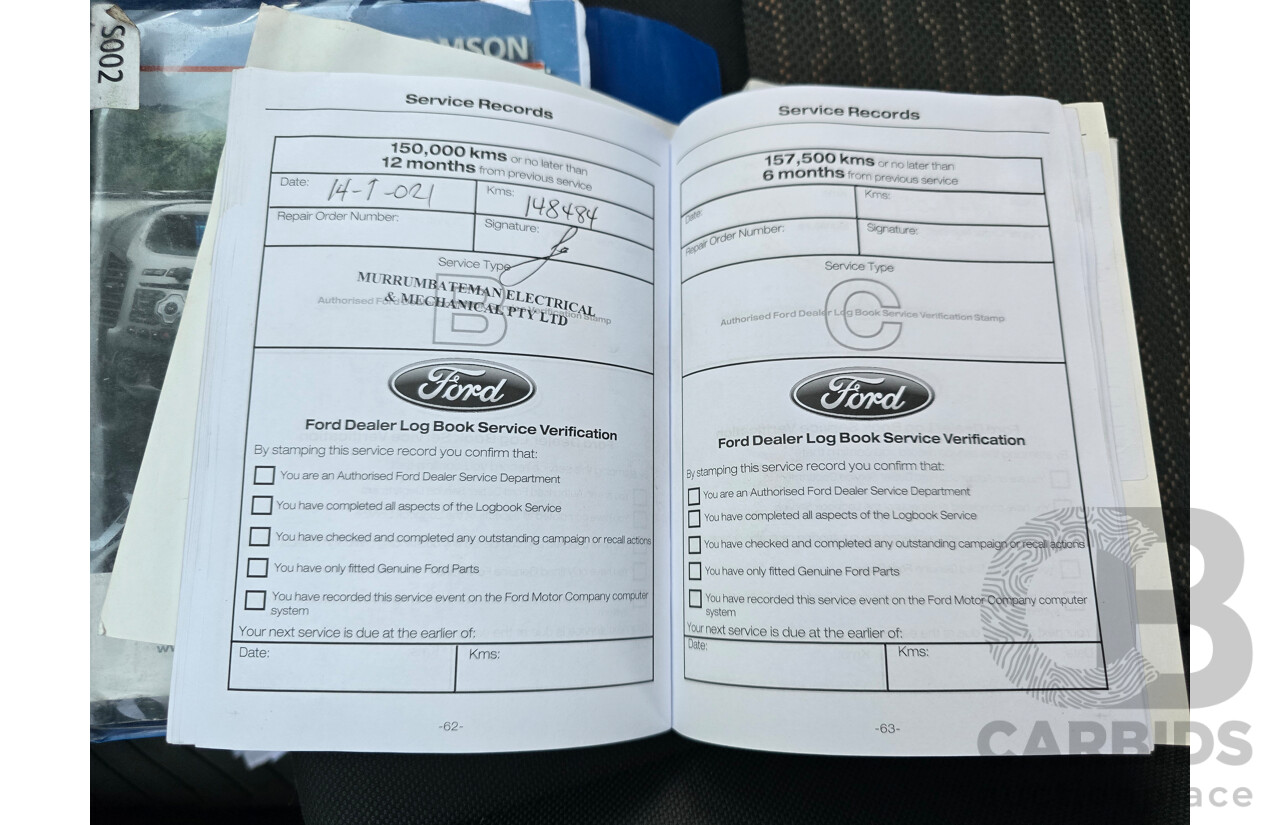 S002
MSON
Service Records
150,000 kms or no later than
12 months from previous service
Date: 14-1-021
Kms: 148484
Repair Order Number:
Signature:
Service Type
B
Authorised Ford Verification Stamp
MURRUMBATEMAN ELECTRICAL
& MECHANICAL PTY LTD
Ford
Ford Dealer Log Book Service Verification
By stamping this service record you confirm that:
You are an Authorised Ford Dealer Service Department
You have completed all aspects of the Logbook Service
You have checked and completed any outstanding campaign or recall actions
You have only fitted Genuine Ford Parts
You have recorded this service event on the Ford Motor Company computer
system
Your next service is due at the earlier of:
Date:
Kms:
-62-
Service Records
157,500 kms or no later than
6 months from previous service
Date:
Kms:
Repair Order Number:
Signature:
Service Type
C
Authorised Ford Dealer Log Book Service Verification Stamp
Ford
Ford Dealer Log Book Service Verification
By stamping this service record you confirm that:
You are an Authorised Ford Dealer Service Department
You have completed all aspects of the Logbook Service
You have checked and completed any outstanding campaign or recall actions
You have only fitted Genuine Ford Parts
You have recorded this service event on the Ford Motor Company computer
system
Your next service is due at the earlier of:
Date:
Kms:
-63-
CB
CARBIDS
ace